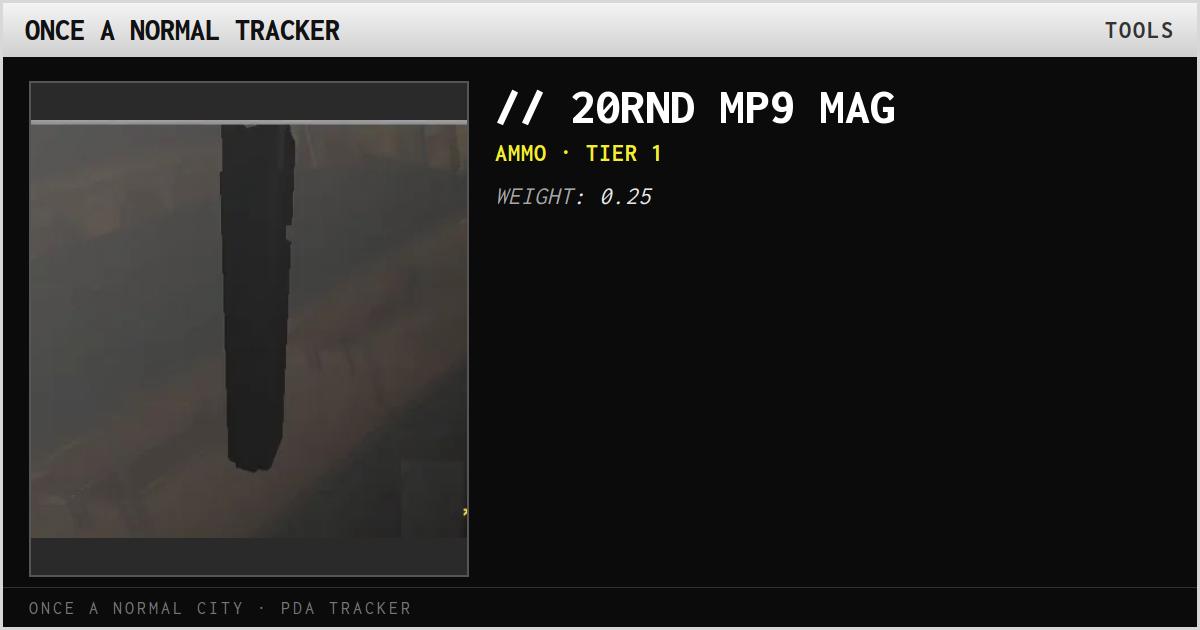 ONCE A NORMAL TRACKER
TOOLS
// 20RND MP9 MAG
AMMO · TIER 1
WEIGHT: 0.25
ONCE A NORMAL CITY · PDA TRACKER